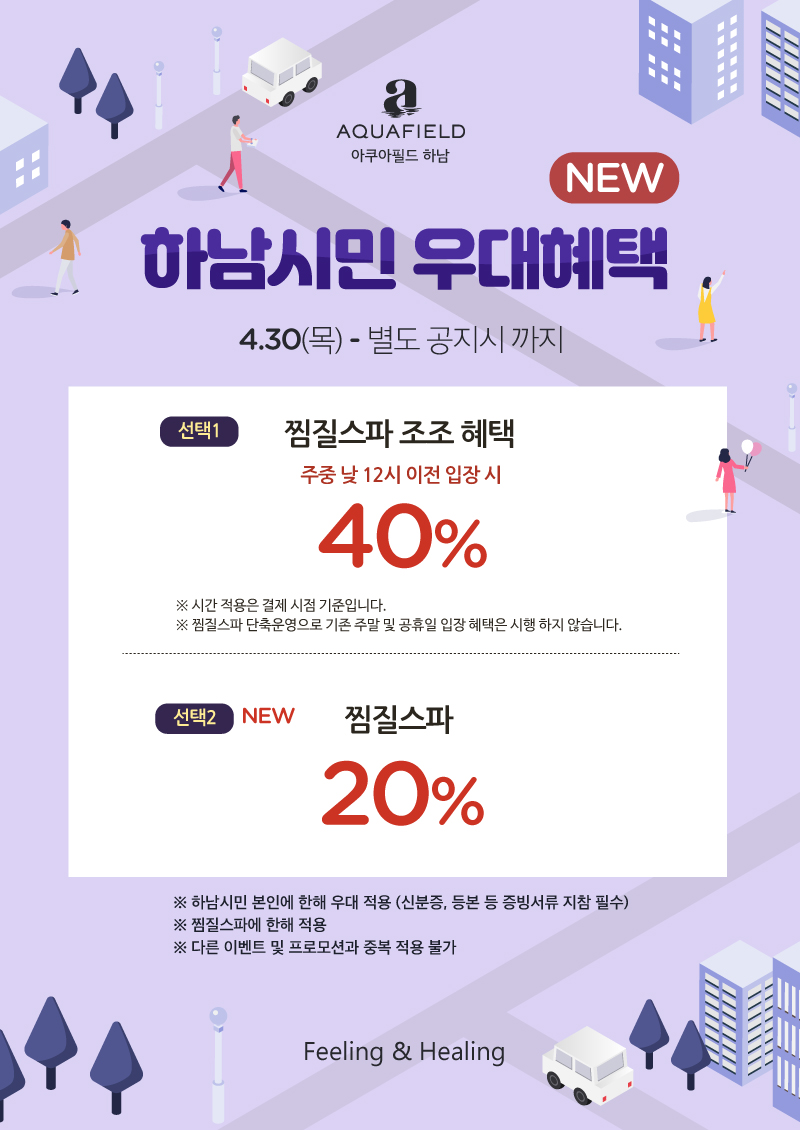 a
AQUAFIELD
아쿠아필드 하남
NEW
하남시민 우대혜택
4.30(목) - 별도 공지시 까지
선택1 찜질스파 조조 혜택
주중 낮 12시 이전 입장 시
40%
※ 시간 적용은 결제 시점 기준입니다.
※ 찜질스파 단축운영으로 기존 주말 및 공휴일 입장 혜택은 시행 하지 않습니다.
선택2 NEW 찜질스파
20%
※ 하남시민 본인에 한해 우대 적용 (신분증, 등본 등 증빙서류 지참 필수)
※ 찜질스파에 한해 적용
※ 다른 이벤트 및 프로모션과 중복 적용 불가
Feeling & Healing